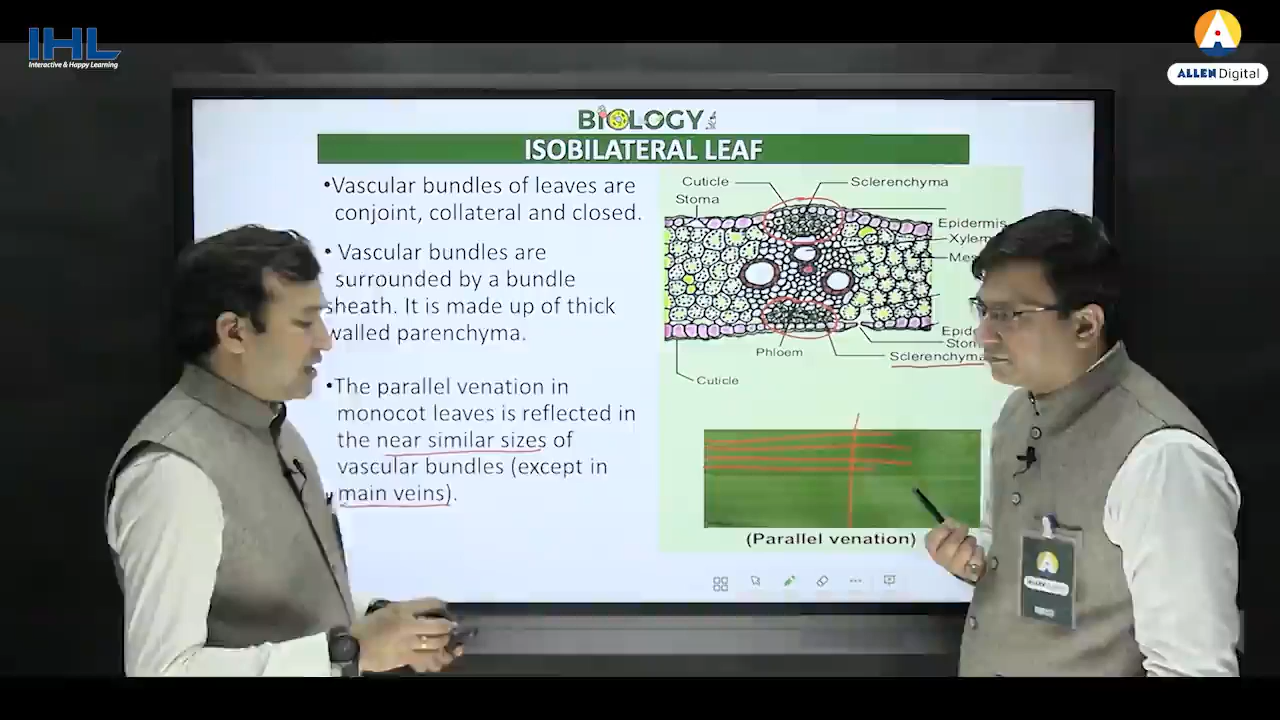 IHL
Interactive & Happy Learning
ALLEN Digital
BIOLOGY
ISOBILATERAL LEAF
•Vascular bundles of leaves are
conjoint, collateral and closed.
• Vascular bundles are
surrounded by a bundle
sheath. It is made up of thick
walled parenchyma.
•The parallel venation in
monocot leaves is reflected in
the near similar sizes of
vascular bundles (except in
main veins).
Cuticle
Sclerenchyma
Stoma
Epidermis
Xylem
Phloem
Sclerenchyma
Cuticle
(Parallel venation)